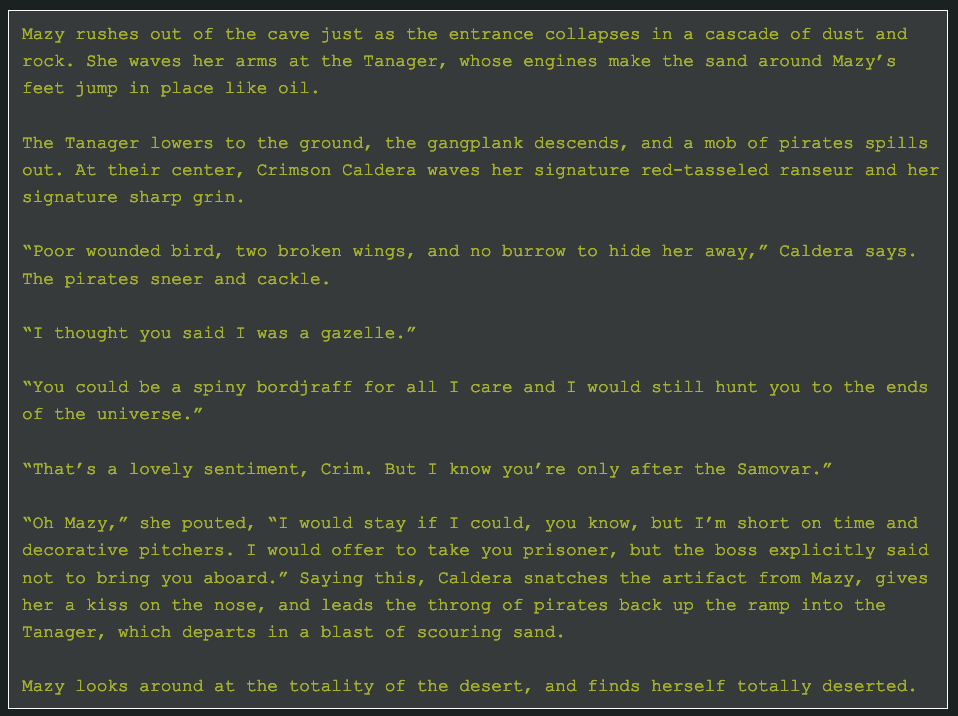 Mazy rushes out of the cave just as the entrance collapses in a cascade of dust and
rock. She waves her arms at the Tanager, whose engines make the sand around Mazy’s
feet jump in place like oil.
The Tanager lowers to the ground, the gangplank descends, and a mob of pirates spills
out. At their center, Crimson Caldera waves her signature red-tasseled ranseur and her
signature sharp grin.
“Poor wounded bird, two broken wings, and no burrow to hide her away,” Caldera says.
The pirates sneer and cackle.
“I thought you said I was a gazelle.”
“You could be a spiny bordjraff for all I care and I would still hunt you to the ends
of the universe.”
“That’s a lovely sentiment, Crim. But I know you’re only after the Samovar.”
“Oh Mazy,” she pouted, “I would stay if I could, you know, but I’m short on time and
decorative pitchers. I would offer to take you prisoner, but the boss explicitly said
not to bring you aboard.” Saying this, Caldera snatches the artifact from Mazy, gives
her a kiss on the nose, and leads the throng of pirates back up the ramp into the
Tanager, which departs in a blast of scouring sand.
Mazy looks around at the totality of the desert, and finds herself totally deserted.